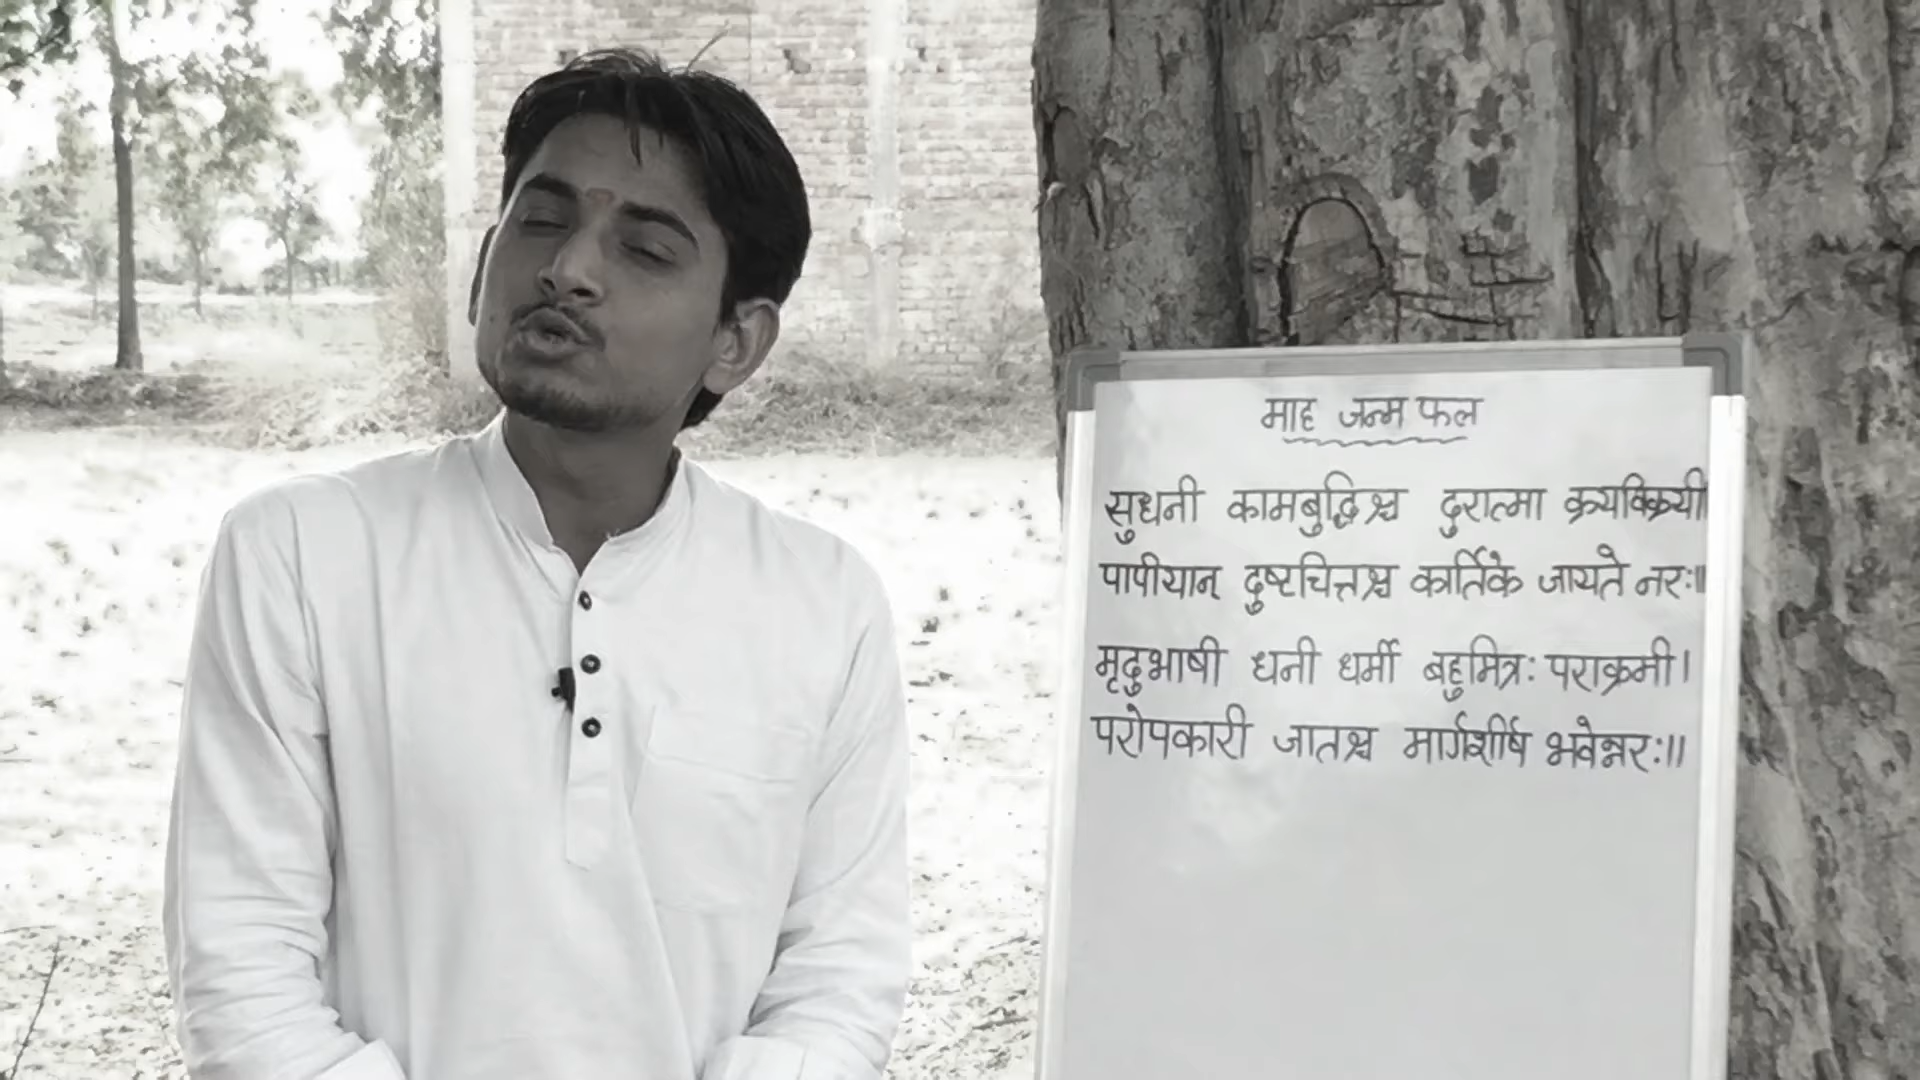 माह जन्म फल
सुधनी कामबुद्धिश्च दुरात्मा क्रयविक्रयी।
पापीयान् दुष्टचित्तश्च कार्तिके जायते नरः॥
मृदुभाषी धनी धर्मी बहुमित्रः पराक्रमी।
परोपकारी जातश्च मार्गशीर्षे भवेन्नरः॥